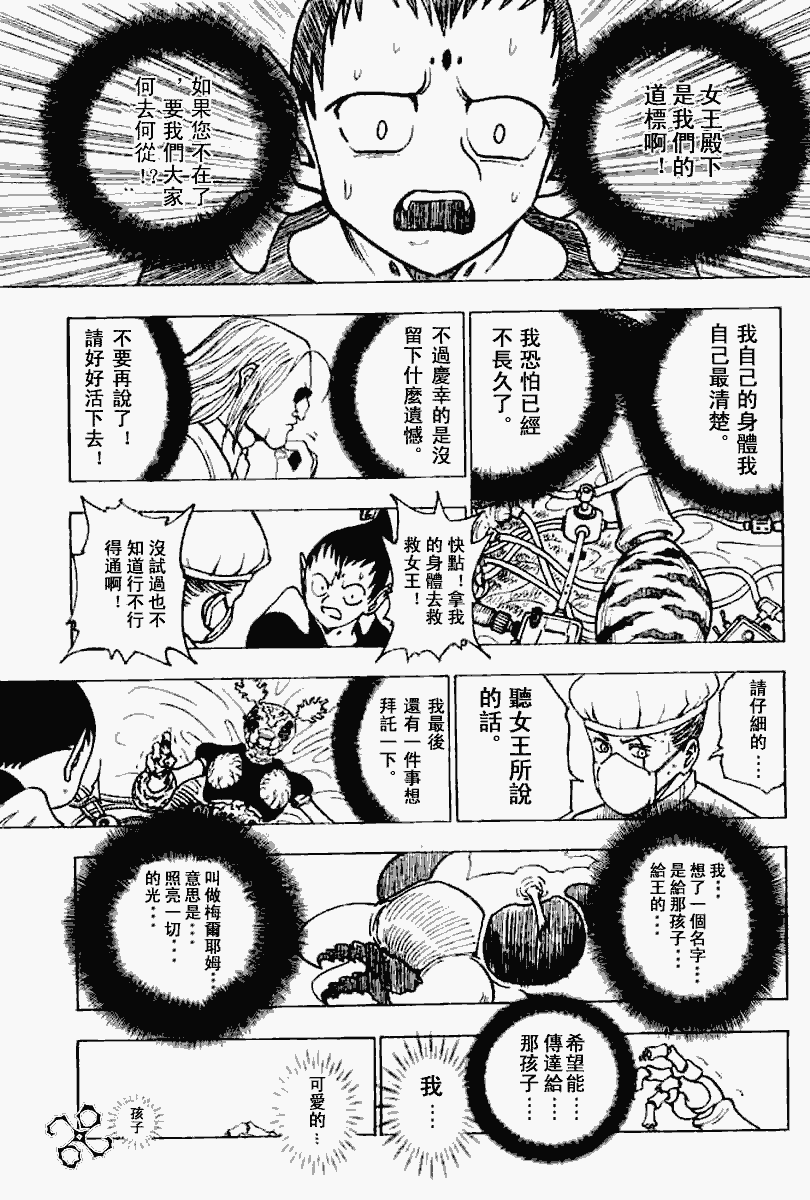 女王殿下
是我們的
道標啊！
如果您不在了
，要我們大家
何去何從！？
我自己的身體我
自己最清楚。
我恐怕已經
不長久了。
不過慶幸的是沒
留下什麼遺憾。
不要再說了！
請好好活下去！
快點！拿我
的身體去救
救女王！
沒試過也不
知道行不行
得通啊！
請仔細的…
聽女王所說
的話。
我最後
還有一件事想
拜託一下。
我…
想了一個名字…
是給那孩子…
給王的…
叫做梅爾耶姆…
意思是…
照亮一切…
的光…
希望能…
傳達給…
那孩子…
我…
可愛的…
孩子